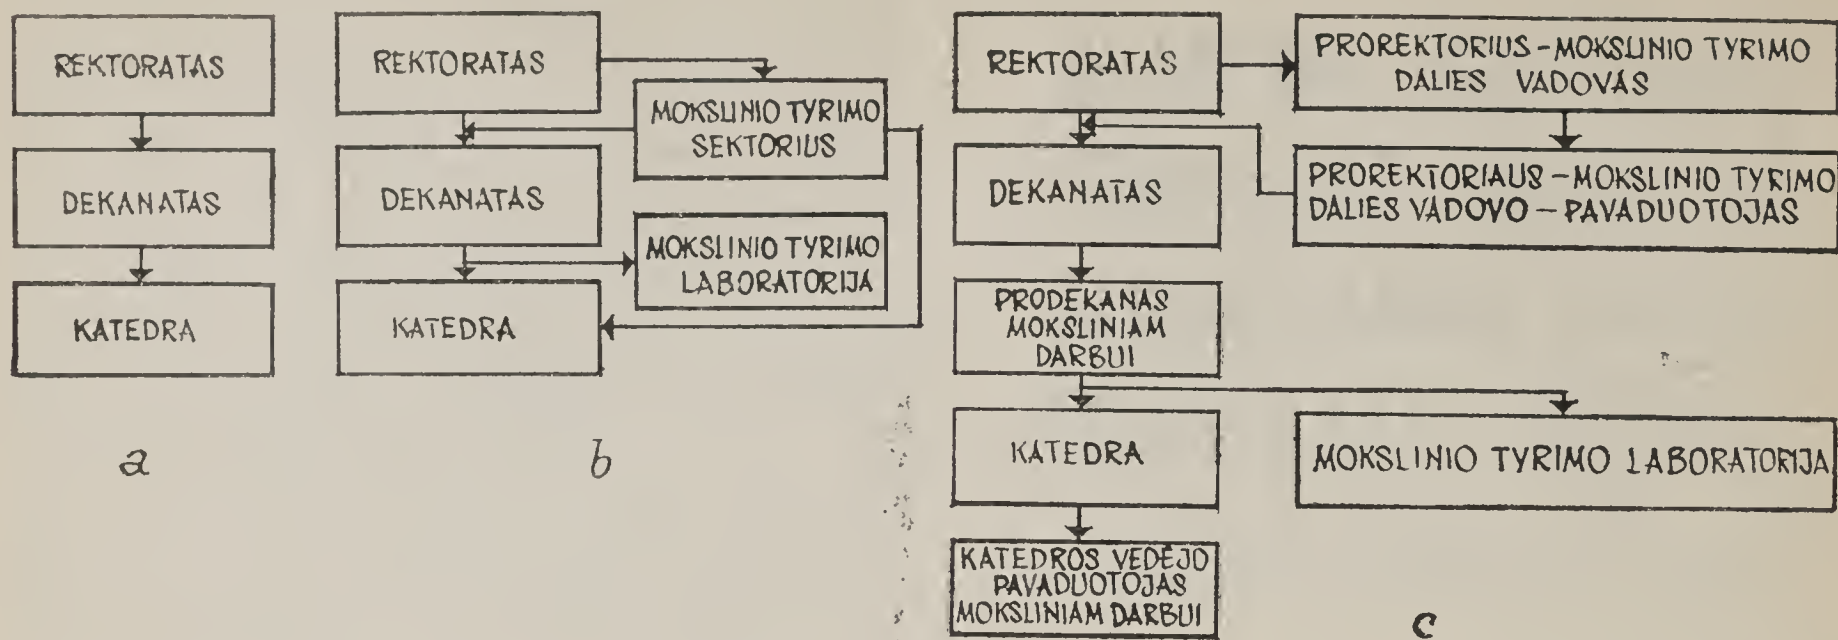 REKTORATAS
DEKANATAS
KATEDRA
a
REKTORATAS
MOKSLINIO TYRIMO
SEKTORIUS
DEKANATAS
MOKSLINIO TYRIMO
LABORATORIJA
KATEDRA
b
REKTORATAS
PROREKTORIUS – MOKSLINIO TYRIMO
DALIES VADOVAS
PROREKTORIAUS – MOKSLINIO TYRIMO
DALIES VADOVO – PAVADUOTOJAS
DEKANATAS
PRODEKANAS
MOKSLINIAM
DARBUI
KATEDRA
MOKSLINIO TYRIMO LABORATORIJA
KATEDROS VEDĖJO
PAVADUOTOJAS
MOKSLINIAM DARBUI
c